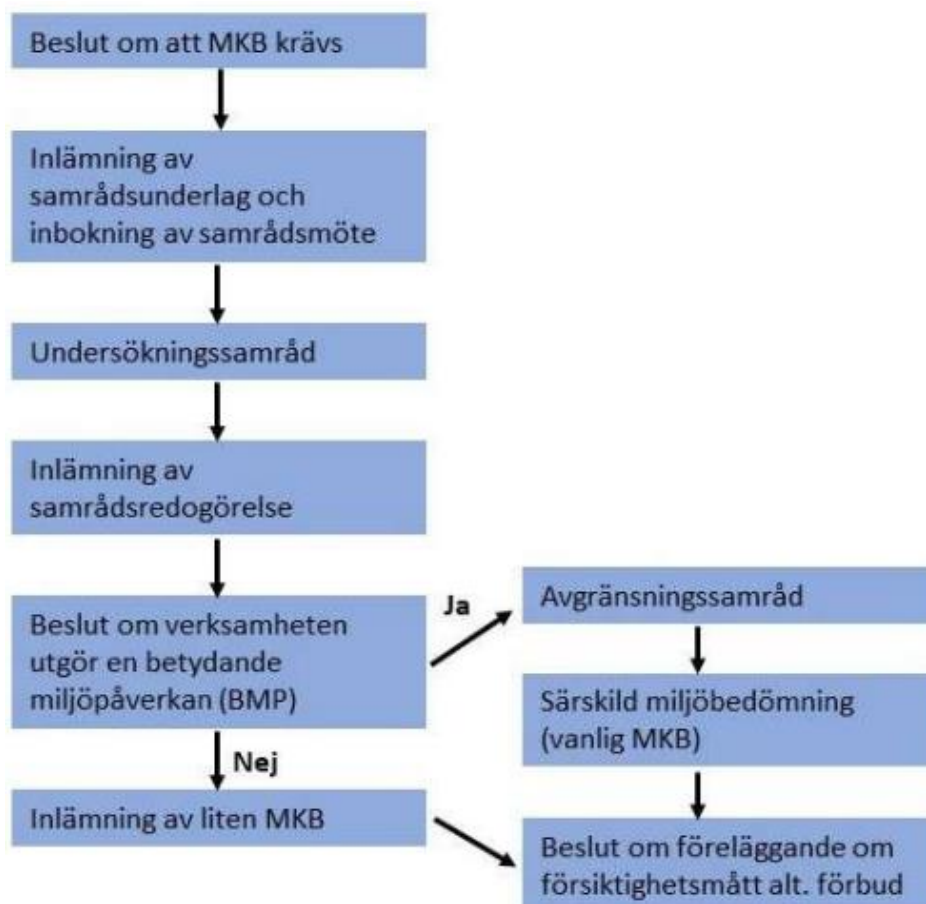 Beslut om att MKB krävs
Inlämning av
samrådsunderlag och
inbokning av samrådsmöte
Undersökningssamråd
Inlämning av
samrådsredogörelse
Beslut om verksamheten
utgör en betydande
miljöpåverkan (BMP)
Ja
Avgränsningssamråd
Särskild miljöbedömning
(vanlig MKB)
Nej
Inlämning av liten MKB
Beslut om föreläggande om
försiktighetsmått alt. förbud